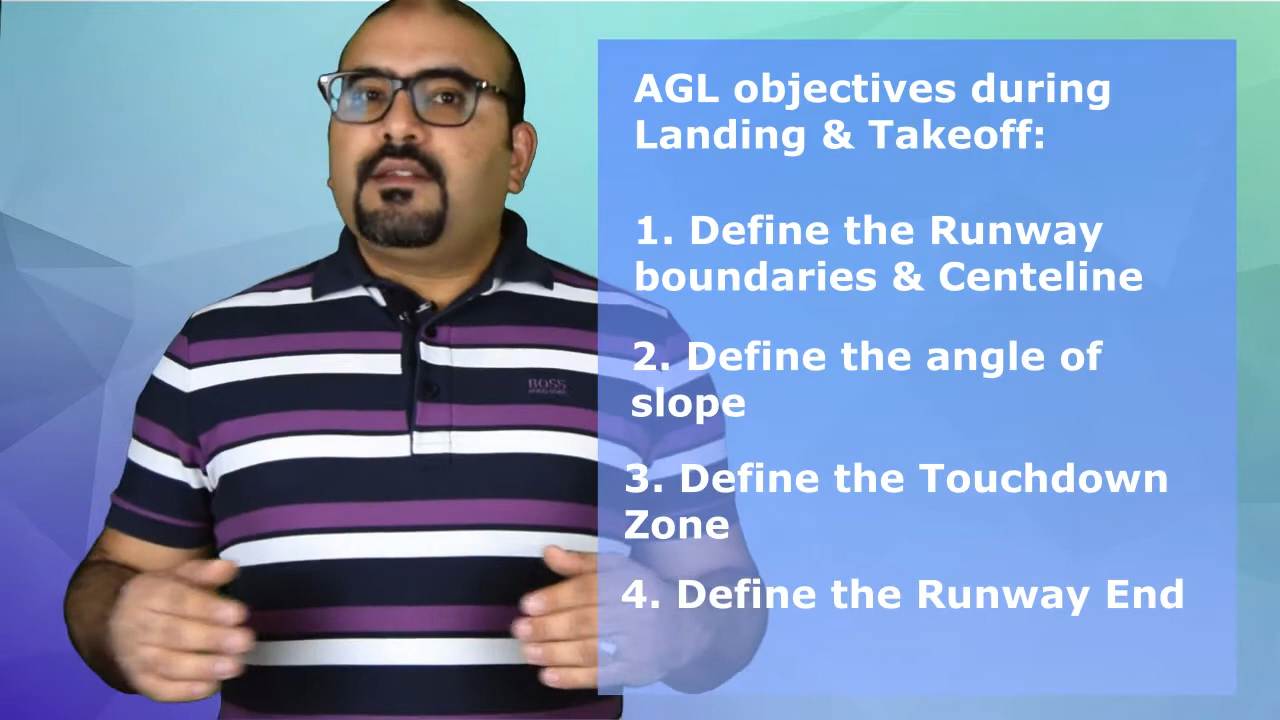 AGL objectives during
Landing & Takeoff:
1. Define the Runway
boundaries & Centeline
2. Define the angle of
slope
3. Define the Touchdown
Zone
4. Define the Runway End
BOSS